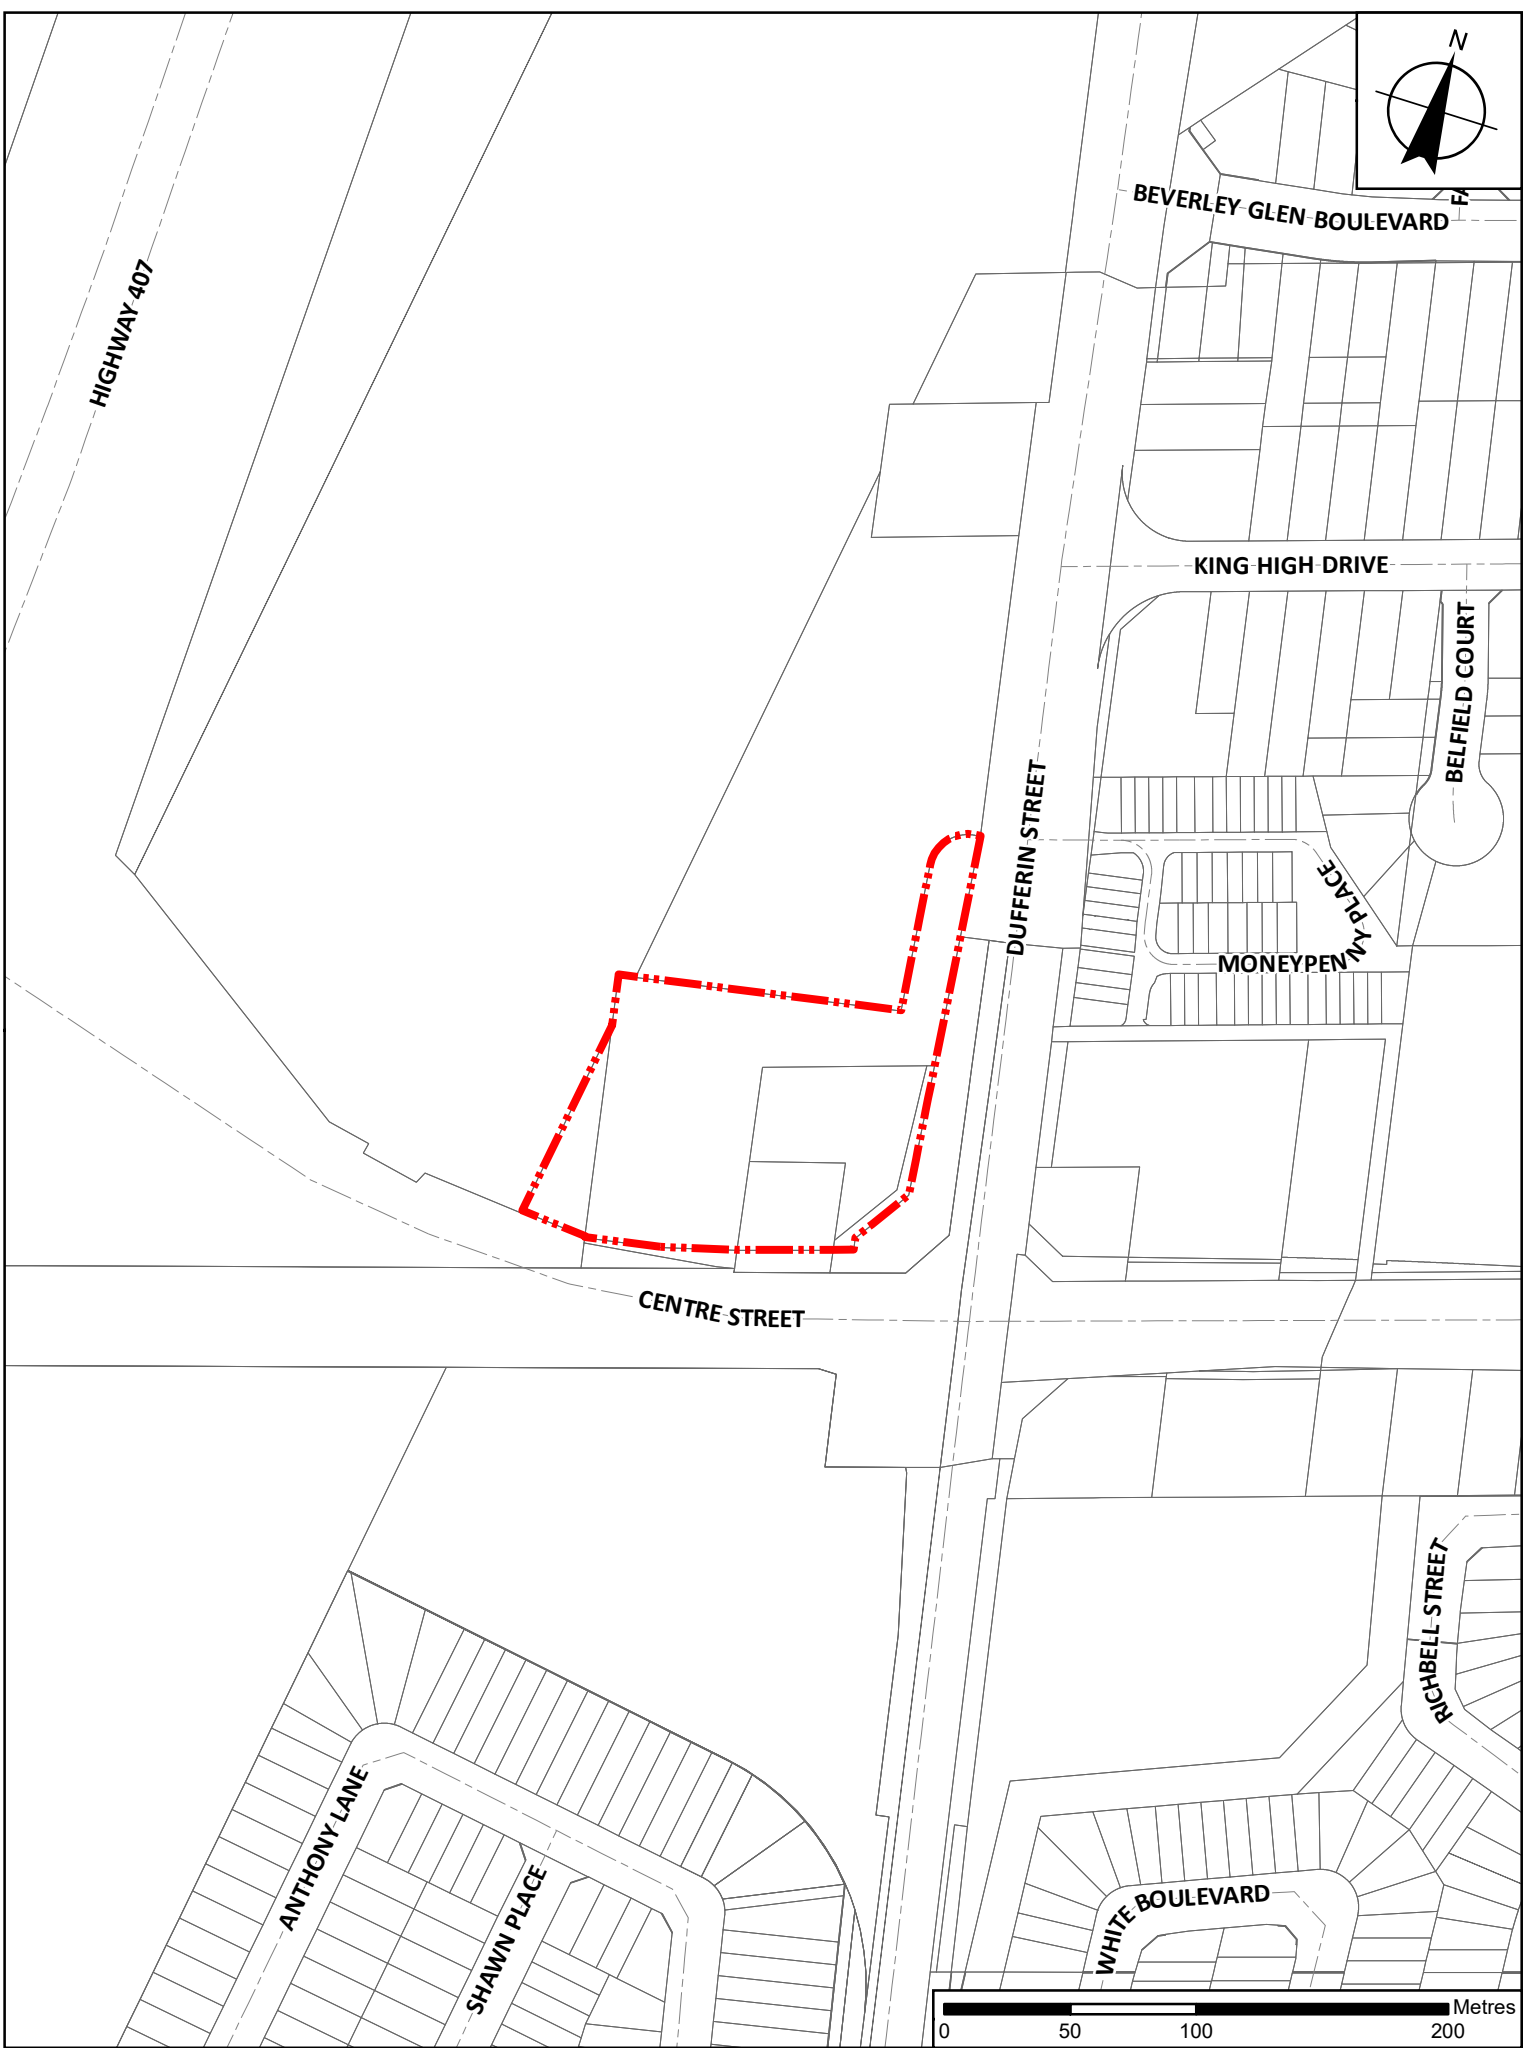 N
BEVERLEY GLEN BOULEVARD
FA
HIGHWAY 407
KING HIGH DRIVE
BELFIELD COURT
DUFFERIN STREET
MONEYPENNY PLACE
CENTRE STREET
RICHBELL STREET
ANTHONY LANE
SHAWN PLACE
WHITE BOULEVARD
Metres
0 50 100 200